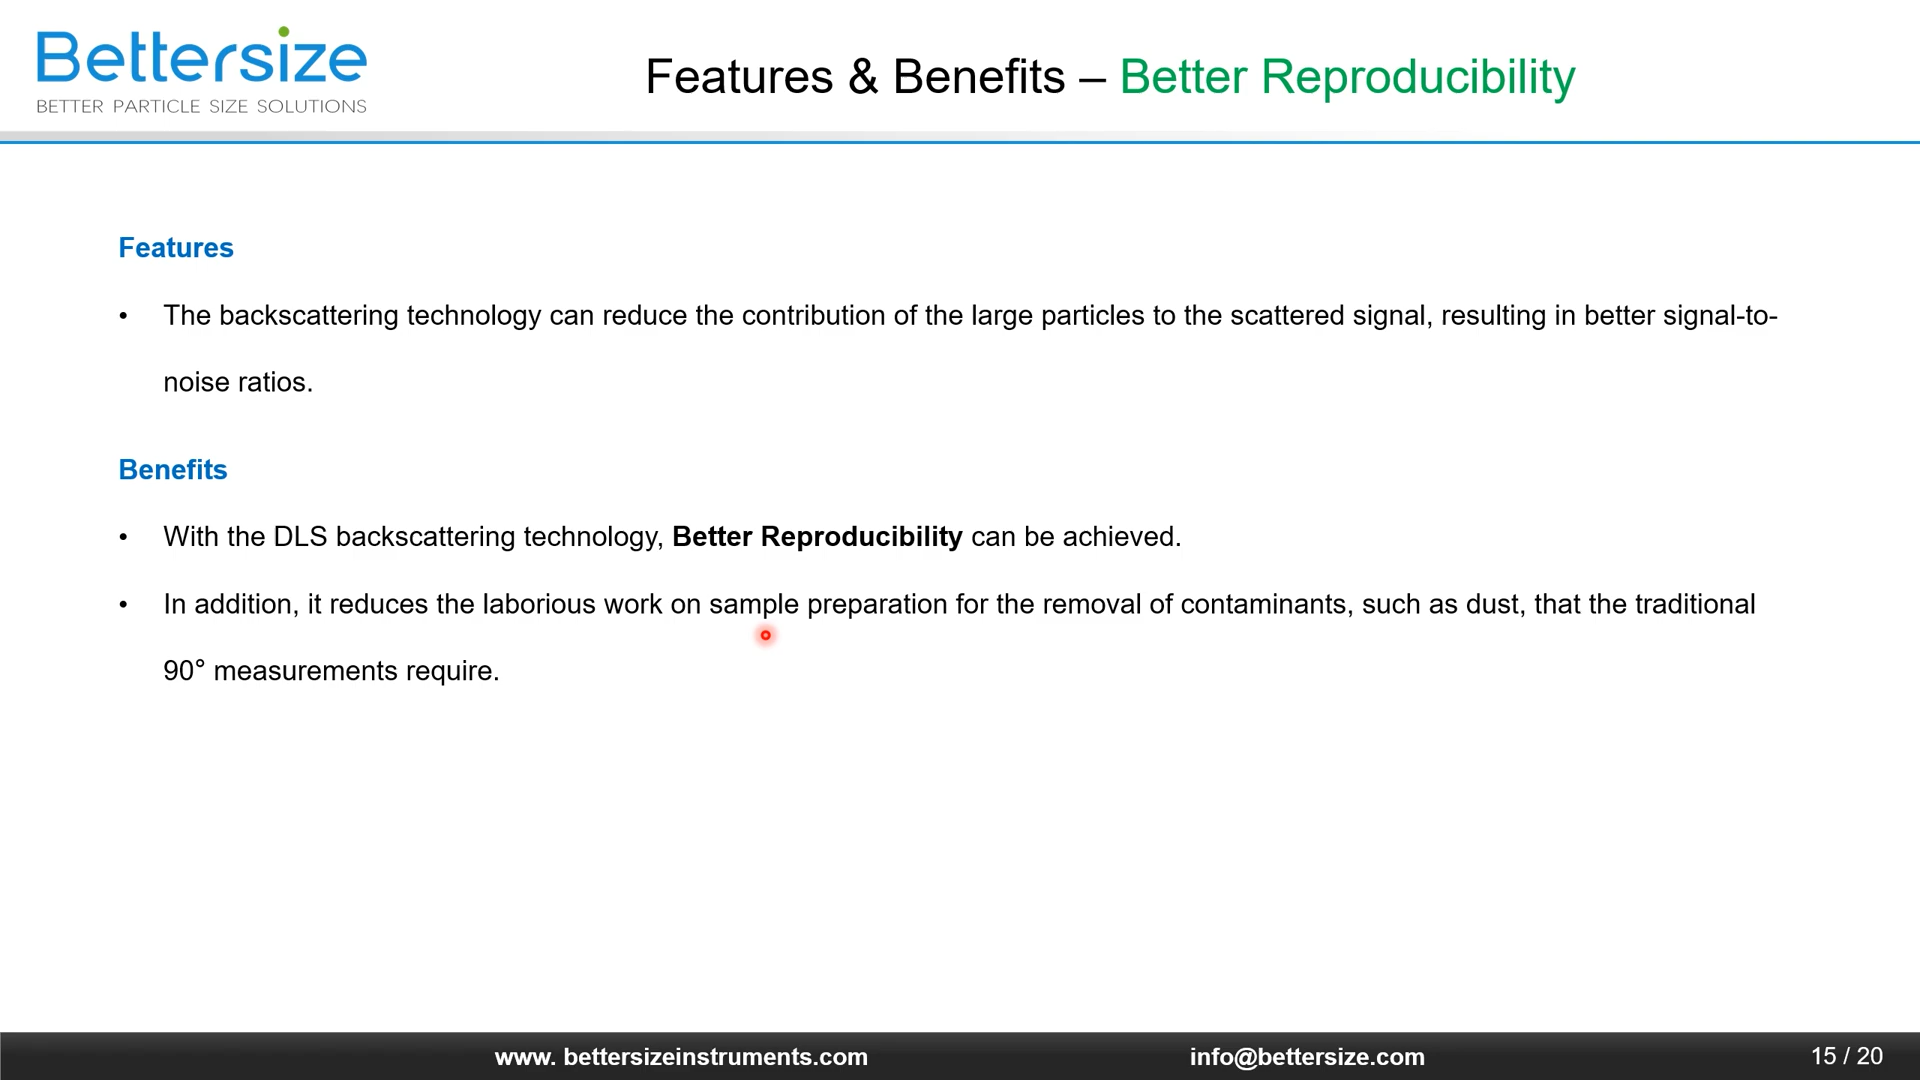 Bettersize
BETTER PARTICLE SIZE SOLUTIONS
Features & Benefits – Better Reproducibility
Features
• The backscattering technology can reduce the contribution of the large particles to the scattered signal, resulting in better signal-to-
noise ratios.
Benefits
• With the DLS backscattering technology, Better Reproducibility can be achieved.
• In addition, it reduces the laborious work on sample preparation for the removal of contaminants, such as dust, that the traditional
90° measurements require.
www. bettersizeinstruments.com info@bettersize.com 15 / 20